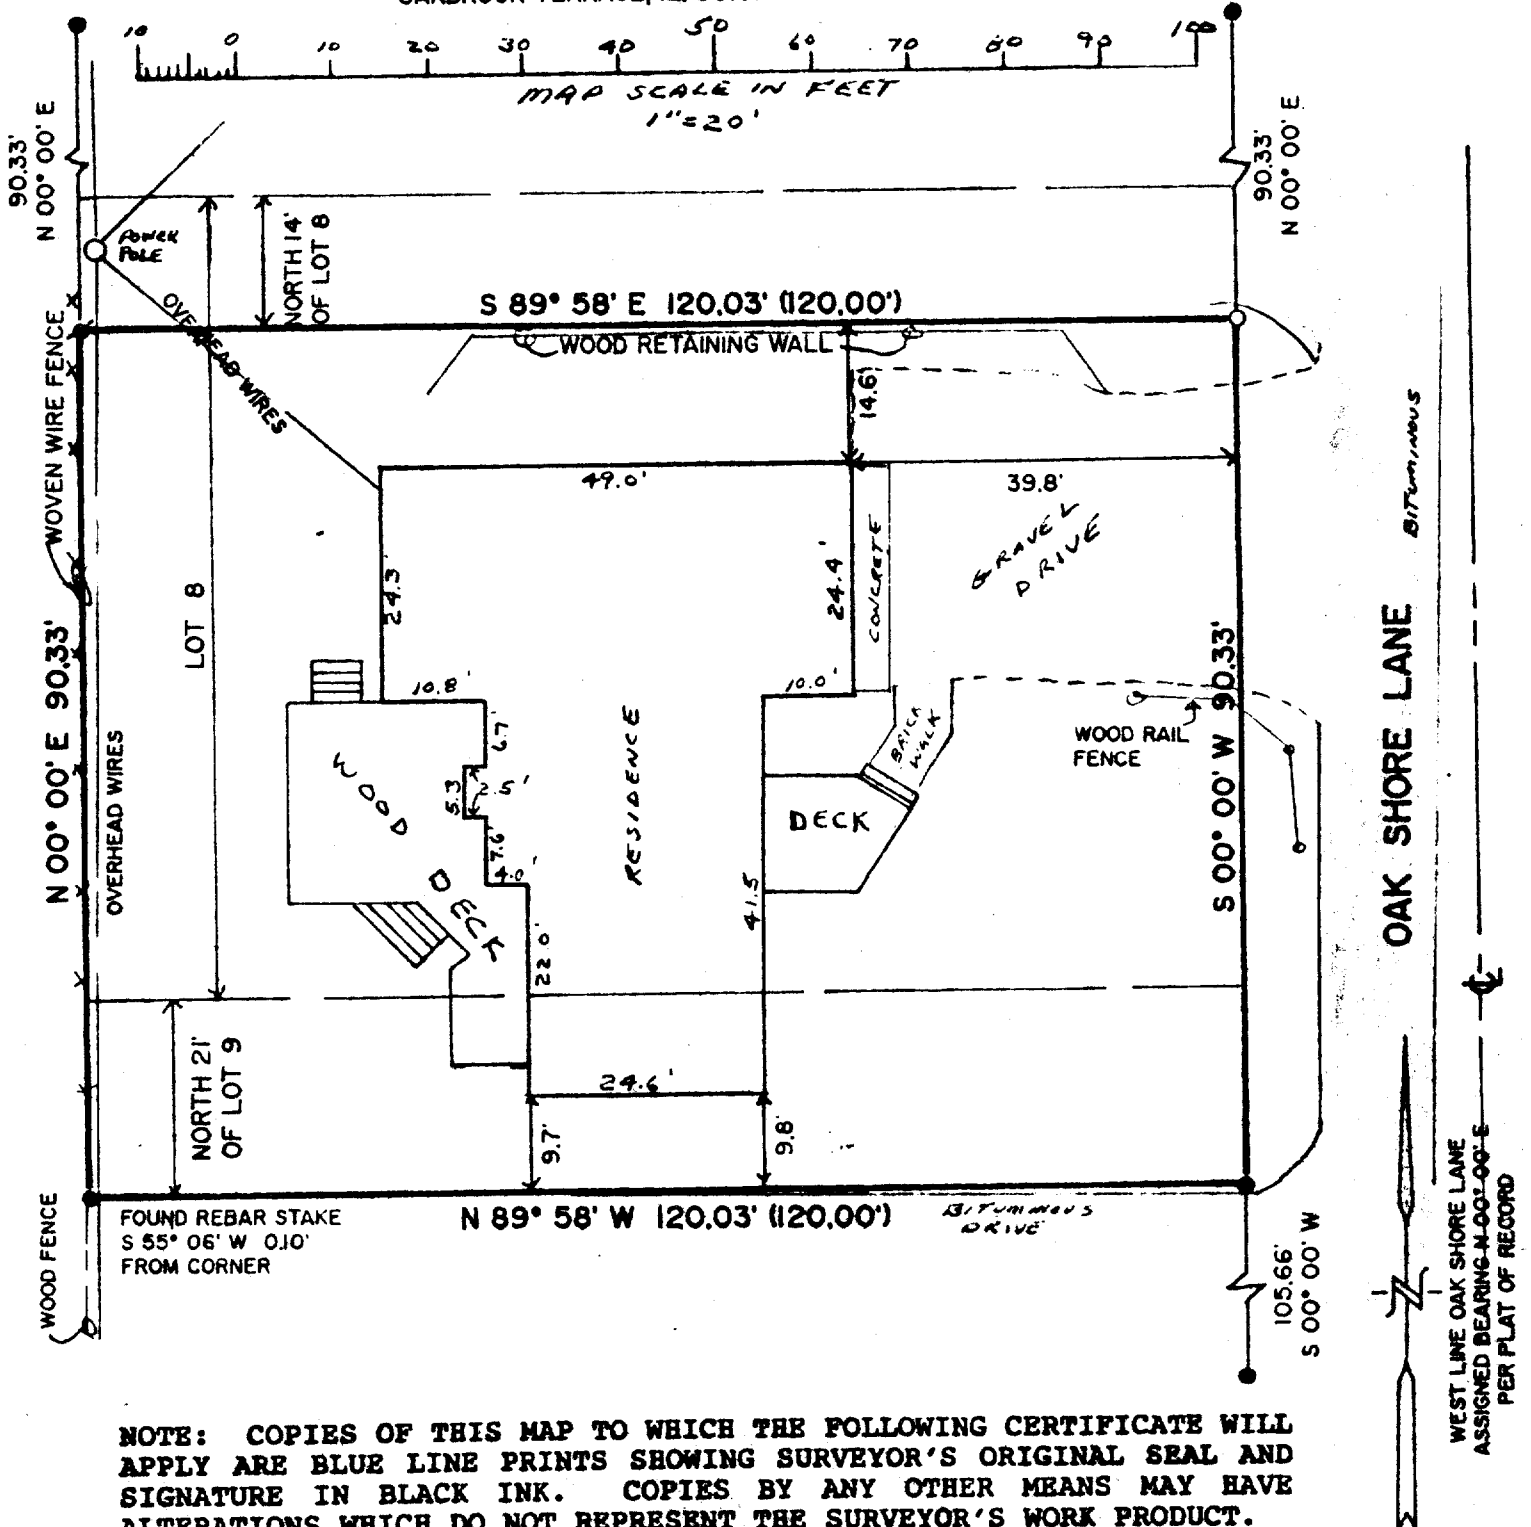 10 0 10 20 30 40 50 60 70 80 90 100
MAP SCALE IN FEET
1"=20'
90.33'
N 00° 00' E
90.33'
N 00° 00' E
POWER
POLE
NORTH 14'
OF LOT 8
OVERHEAD WIRES
S 89° 58' E 120.03' (120.00')
WOOD RETAINING WALL
WOVEN WIRE FENCE
14.6'
49.0'
39.8'
GRAVEL
DRIVE
BITUMINOUS
24.3'
24.4'
CONCRETE
LOT 8
N 00° 00' E 90.33'
OVERHEAD WIRES
10.8'
10.0'
6.7'
5.3
2.5'
7.6'
4.0'
WOOD
DECK
RESIDENCE
BRICK
WALK
DECK
WOOD RAIL
FENCE
S 00° 00' W 90.33'
OAK SHORE LANE
41.5
22.0'
NORTH 21'
OF LOT 9
24.6'
9.7'
9.8'
FOUND REBAR STAKE
S 55° 06' W 0.10'
FROM CORNER
N 89° 58' W 120.03' (120.00')
BITUMINOUS
DRIVE
WOOD FENCE
105.66'
S 00° 00' W
WEST LINE OAK SHORE LANE
ASSIGNED BEARING N 00° 00' E
PER PLAT OF RECORD
NOTE: COPIES OF THIS MAP TO WHICH THE FOLLOWING CERTIFICATE WILL
APPLY ARE BLUE LINE PRINTS SHOWING SURVEYOR'S ORIGINAL SEAL AND
SIGNATURE IN BLACK INK. COPIES BY ANY OTHER MEANS MAY HAVE
ALTERATIONS WHICH DO NOT REPRESENT THE SURVEYOR'S WORK PRODUCT.